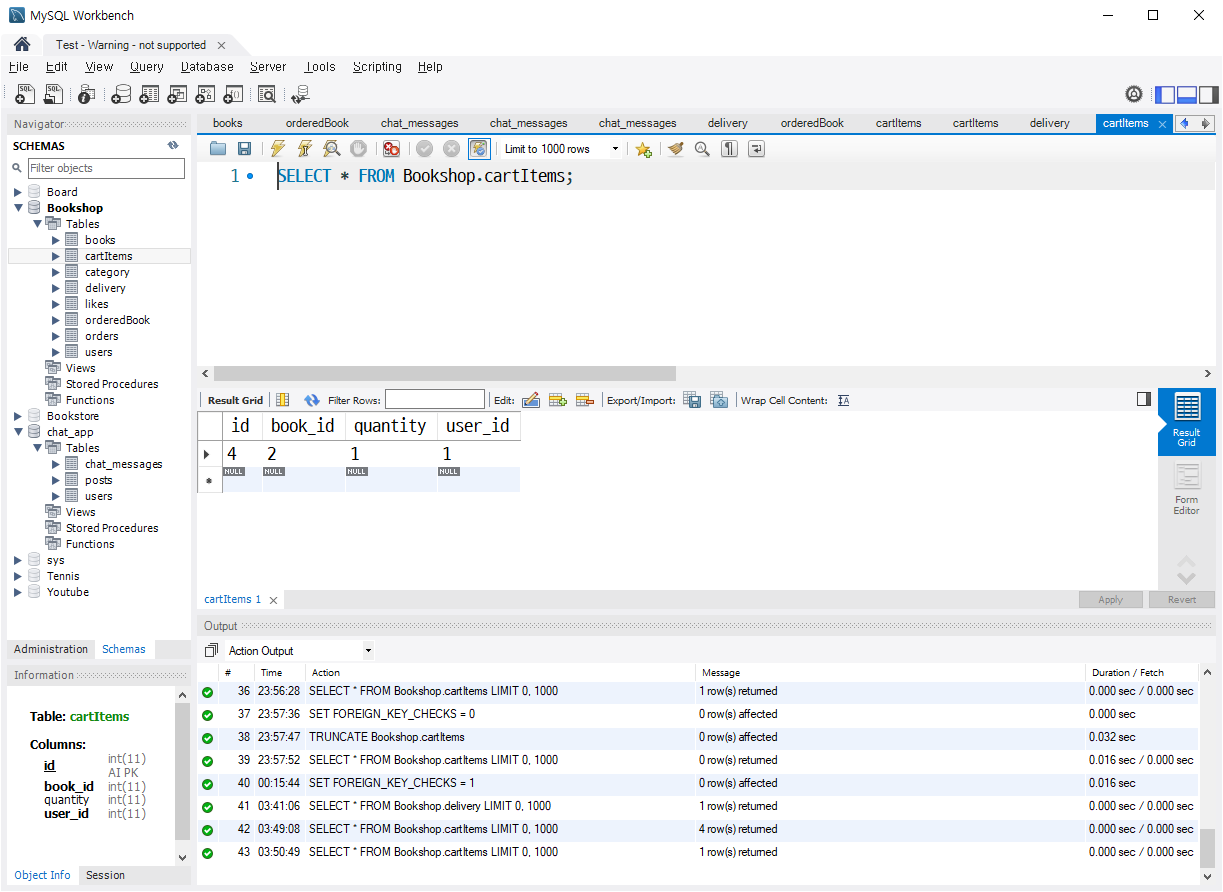 MySQL Workbench
Test - Warning - not supported
File Edit View Query Database Server Tools Scripting Help
Navigator
SCHEMAS
Filter objects
Board
Bookshop
Tables
books
cartItems
category
delivery
likes
orderedBook
orders
users
Views
Stored Procedures
Functions
Bookstore
chat_app
Tables
chat_messages
posts
users
Views
Stored Procedures
Functions
sys
Tennis
Youtube
Administration Schemas
Information
Table: cartItems
Columns:
id int(11)
AI PK
book_id int(11)
quantity int(11)
user_id int(11)
Object Info Session
books orderedBook chat_messages chat_messages chat_messages delivery orderedBook cartItems cartItems delivery cartItems
Limit to 1000 rows
1 SELECT * FROM Bookshop.cartItems;
Result Grid Filter Rows: Edit: Export/Import: Wrap Cell Content: IA
id book_id quantity user_id
4 2 1 1
NULL NULL NULL NULL
Result
Grid
Form
Editor
cartItems 1
Apply Revert
Output
Action Output
# Time Action Message Duration / Fetch
36 23:56:28 SELECT * FROM Bookshop.cartItems LIMIT 0, 1000 1 row(s) returned 0.000 sec / 0.000 sec
37 23:57:36 SET FOREIGN_KEY_CHECKS = 0 0 row(s) affected 0.000 sec
38 23:57:47 TRUNCATE Bookshop.cartItems 0 row(s) affected 0.032 sec
39 23:57:52 SELECT * FROM Bookshop.cartItems LIMIT 0, 1000 0 row(s) returned 0.016 sec / 0.000 sec
40 00:15:44 SET FOREIGN_KEY_CHECKS = 1 0 row(s) affected 0.016 sec
41 03:41:06 SELECT * FROM Bookshop.delivery LIMIT 0, 1000 1 row(s) returned 0.000 sec / 0.000 sec
42 03:49:08 SELECT * FROM Bookshop.cartItems LIMIT 0, 1000 4 row(s) returned 0.000 sec / 0.000 sec
43 03:50:49 SELECT * FROM Bookshop.cartItems LIMIT 0, 1000 1 row(s) returned 0.000 sec / 0.000 sec